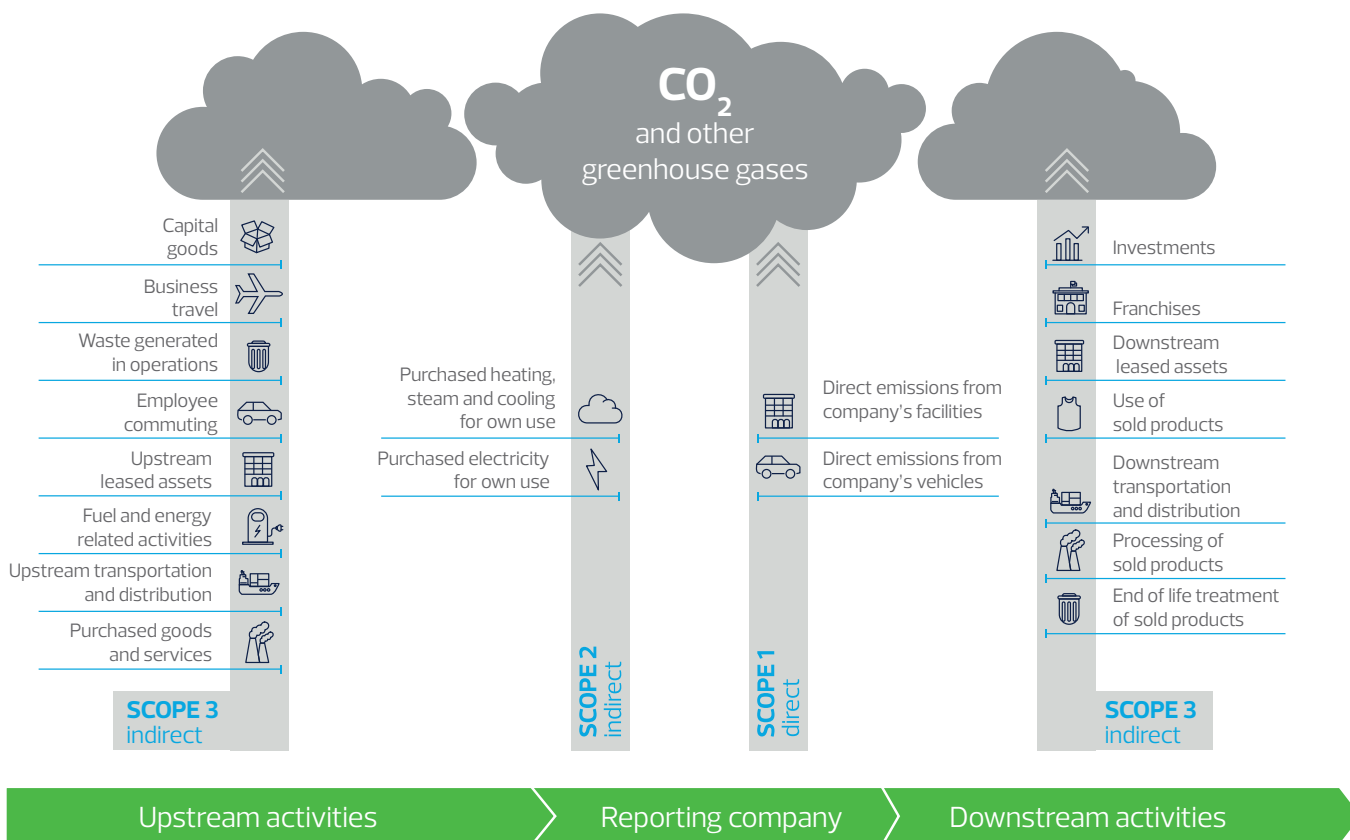 CO2
and other
greenhouse gases
Capital
goods
Business
travel
Waste generated
in operations
Employee
commuting
Upstream
leased assets
Fuel and energy
related activities
Upstream transportation
and distribution
Purchased goods
and services
SCOPE 3
indirect
Purchased heating,
steam and cooling
for own use
Purchased electricity
for own use
SCOPE 2
indirect
Direct emissions from
company's facilities
Direct emissions from
company's vehicles
SCOPE 1
direct
Investments
Franchises
Downstream
leased assets
Use of
sold products
Downstream
transportation
and distribution
Processing of
sold products
End of life treatment
of sold products
SCOPE 3
indirect
Upstream activities
Reporting company
Downstream activities